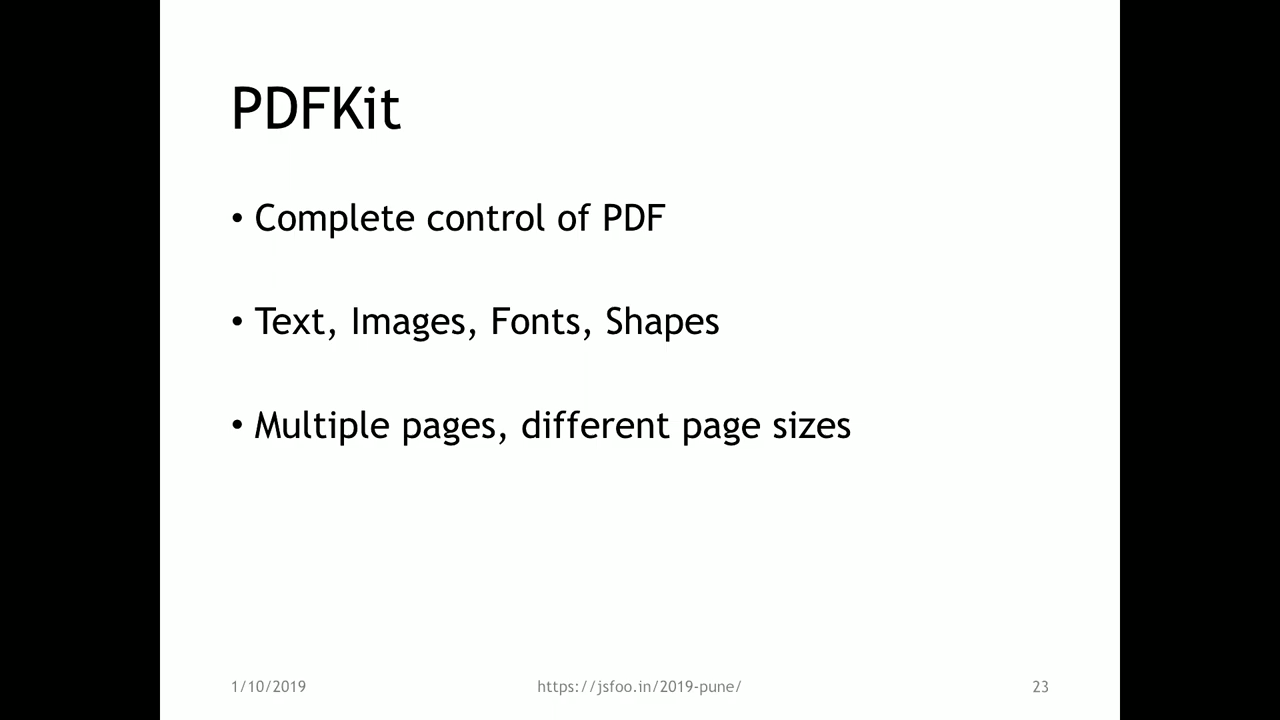 PDFKit
• Complete control of PDF
• Text, Images, Fonts, Shapes
• Multiple pages, different page sizes
1/10/2019 https://jsfoo.in/2019-pune/ 23